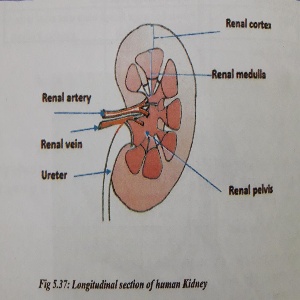 Renal cortex
Renal medulla
Renal artery
Renal vein
Ureter
Renal pelvis
Fig 5.37: Longitudinal section of human Kidney